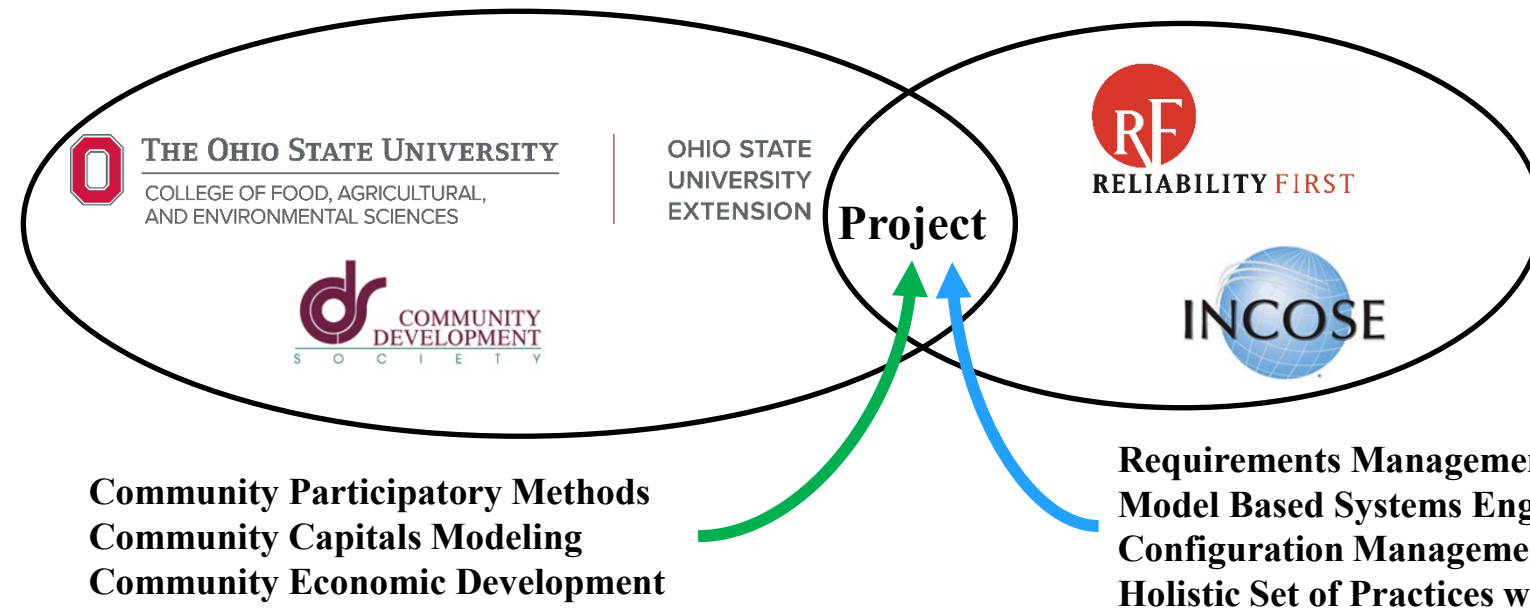 THE OHIO STATE UNIVERSITY
COLLEGE OF FOOD, AGRICULTURAL,
AND ENVIRONMENTAL SCIENCES
OHIO STATE
UNIVERSITY
EXTENSION
COMMUNITY
DEVELOPMENT
SOCIETY
Project
RF
RELIABILITY FIRST
INCOSE
Community Participatory Methods
Community Capitals Modeling
Community Economic Development
Requirements
Model Based Systems
Configuration
Holistic Set of Practices